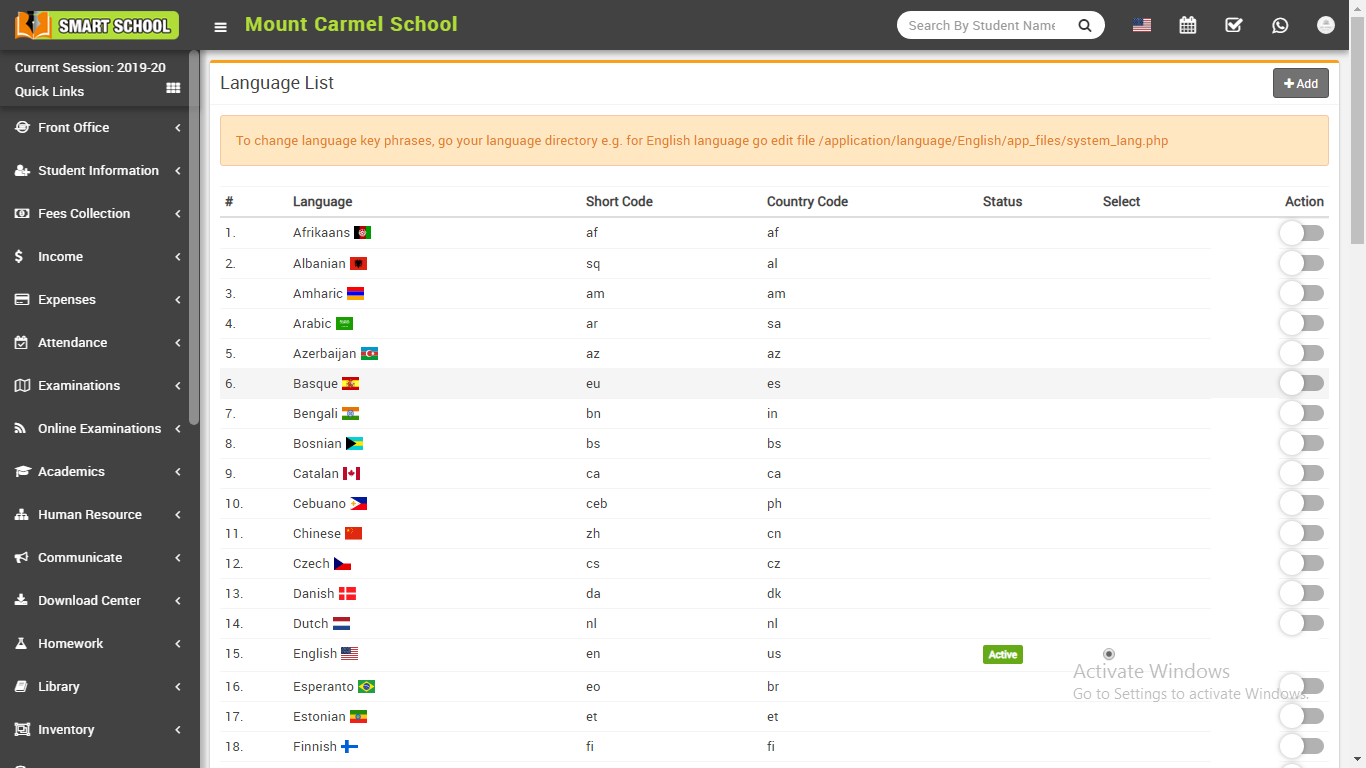 SMART SCHOOL
Mount Carmel School
Search By Student Name
Current Session: 2019-20
Quick Links
Front Office
Student Information
Fees Collection
Income
Expenses
Attendance
Examinations
Online Examinations
Academics
Human Resource
Communicate
Download Center
Homework
Library
Inventory
Language List
Add
To change language key phrases, go your language directory e.g. for English language go edit file /application/language/English/app_files/system_lang.php
# Language Short Code Country Code Status Select Action
1. Afrikaans af af
2. Albanian sq al
3. Amharic am am
4. Arabic ar sa
5. Azerbaijan az az
6. Basque eu es
7. Bengali bn in
8. Bosnian bs bs
9. Catalan ca ca
10. Cebuano ceb ph
11. Chinese zh cn
12. Czech cs cz
13. Danish da dk
14. Dutch nl nl
15. English en us Active
16. Esperanto eo br
17. Estonian et et
18. Finnish fi fi
Activate Windows
Go to Settings to activate Windows.